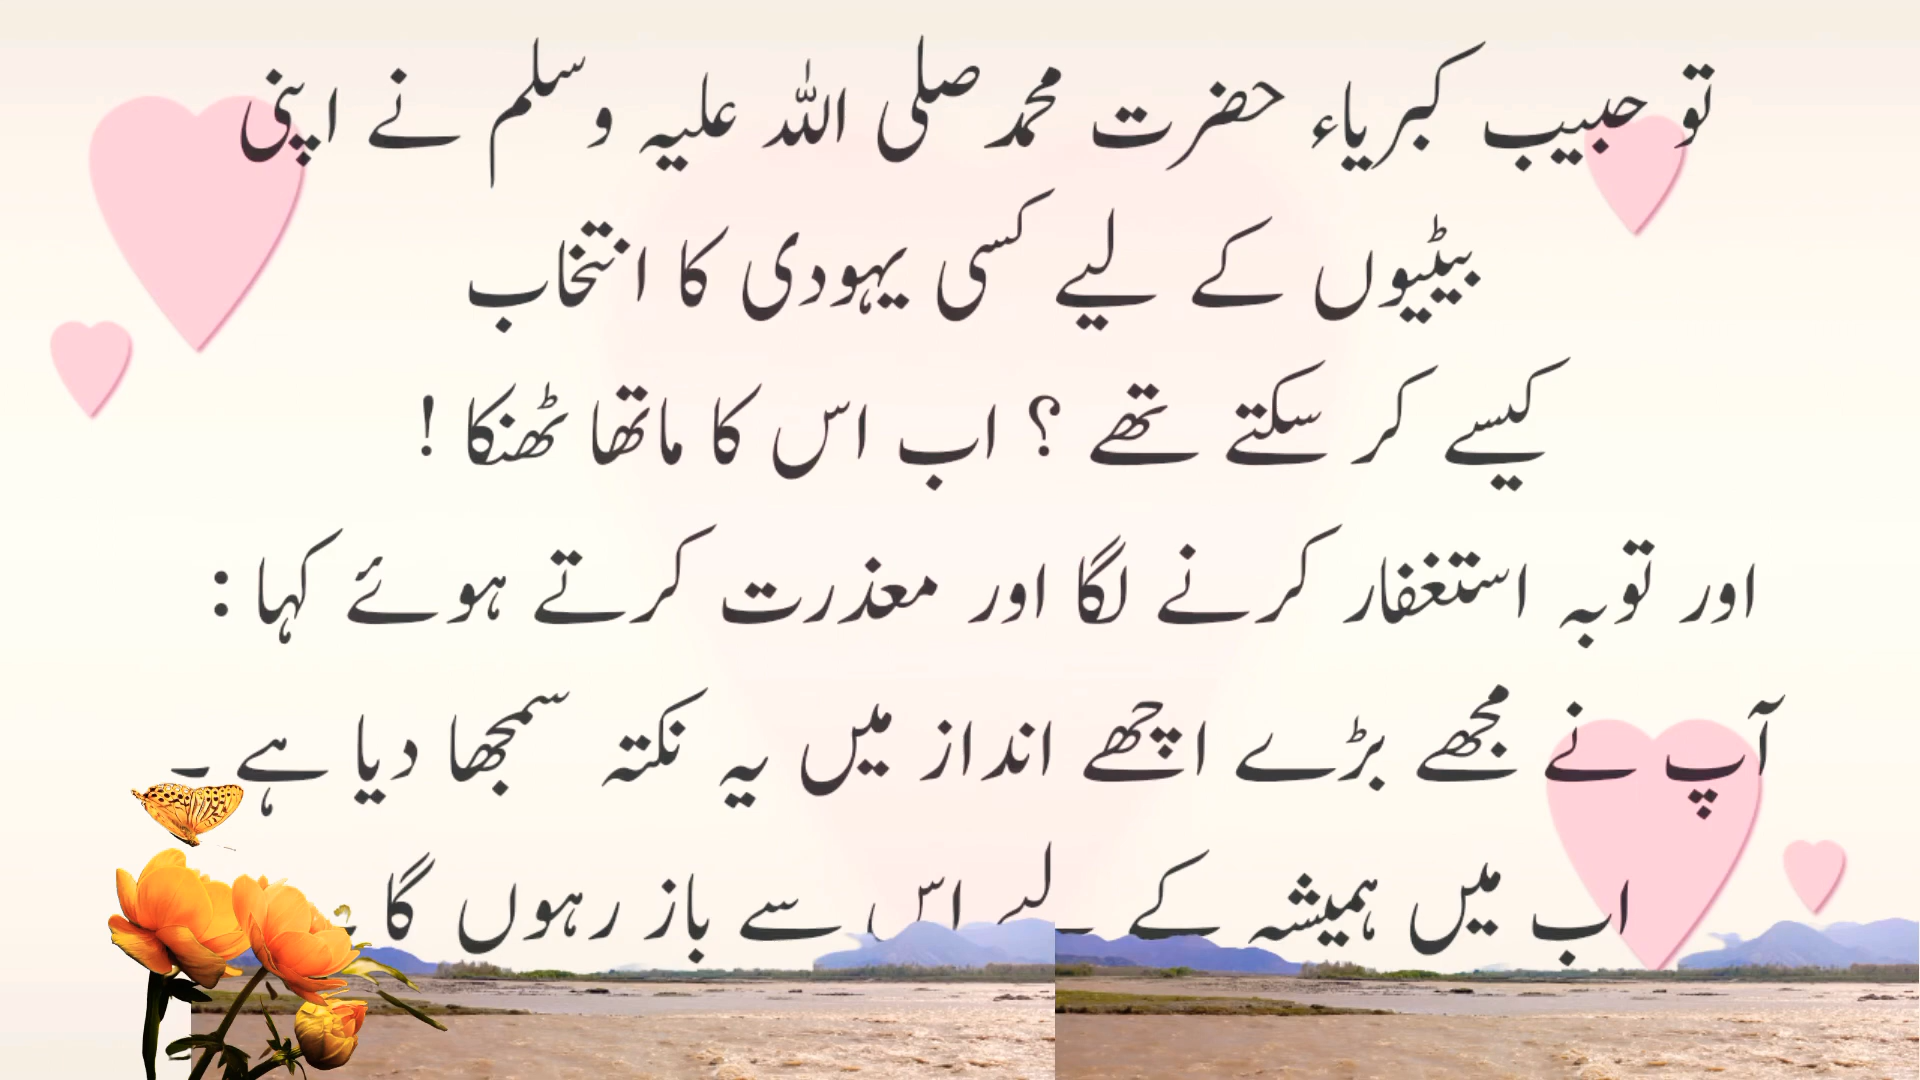 تو حبیب کبریاء حضرت محمد صلی اللہ علیہ وسلم نے اپنی
بیٹیوں کے لیے کسی یہودی کا انتخاب
کیسے کر سکتے تھے ؟ اب اس کا ماتھا ٹھنکا !
اور توبہ استغفار کرنے لگا اور معذرت کرتے ہوئے کہا :
آپ نے مجھے بڑے اچھے انداز میں یہ نکتہ سمجھا دیا ہے ۔
اب میں ہمیشہ کے لیے اس سے باز رہوں گا ۔